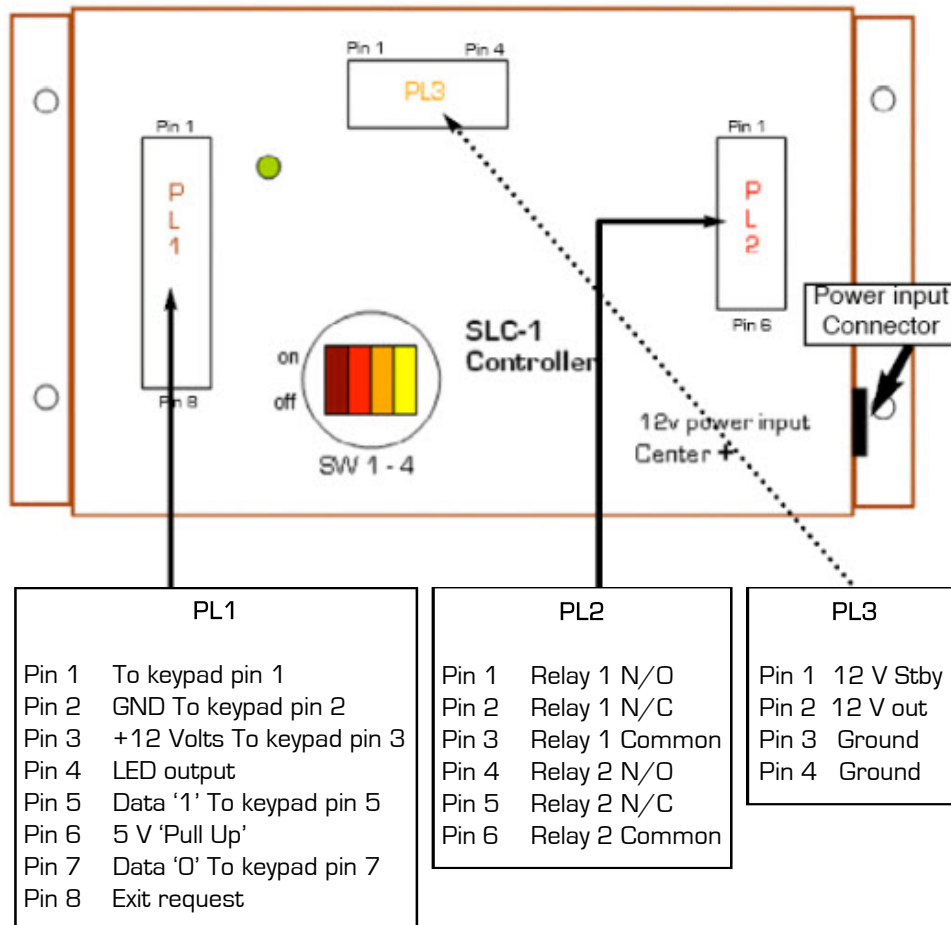 Pin 1 Pin 4
PL3
Pin 1
PL1
Pin 8
Pin 1
PL2
Pin 6
Power input
Connector
SLC-1
Controller
on
off
SW 1 - 4
12v power input
Center +
PL1
Pin 1 To keypad pin 1
Pin 2 GND To keypad pin 2
Pin 3 +12 Volts To keypad pin 3
Pin 4 LED output
Pin 5 Data ‘1’ To keypad pin 5
Pin 6 5 V ‘Pull Up’
Pin 7 Data ‘0’ To keypad pin 7
Pin 8 Exit request
PL2
Pin 1 Relay 1 N/O
Pin 2 Relay 1 N/C
Pin 3 Relay 1 Common
Pin 4 Relay 2 N/O
Pin 5 Relay 2 N/C
Pin 6 Relay 2 Common
PL3
Pin 1 12 V Stby
Pin 2 12 V out
Pin 3 Ground
Pin 4 Ground